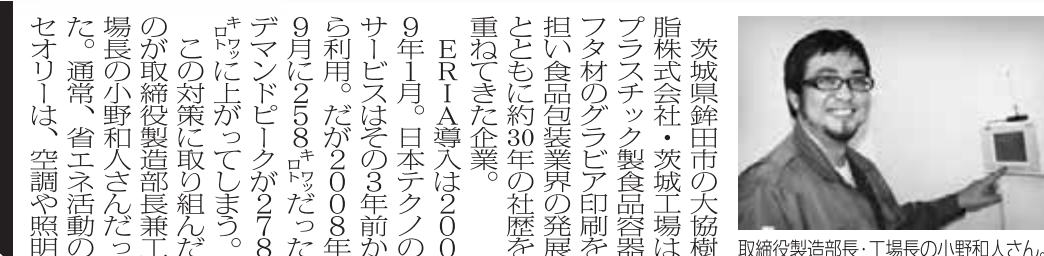 茨城県鉾田市の大協樹
脂株式会社・茨城工場は
プラスチック製食品容器
フタ材のグラビア印刷を
担い食品包装業界の発展
とともに約30年の社歴を
重ねてきた企業。
ERIA導入は200
9年1月。日本テクノの
サービスはその3年前か
ら利用。だが2008年
9月に258キロワットだった
デマンドピークが278
キロワットに上がってしまう。
この対策に取り組んだ
のが取締役製造部長兼工
場長の小野和人さんだっ
た。通常、省エネ活動の
セオリーは、空調や照明
取締役製造部長・工場長の小野和人さん。